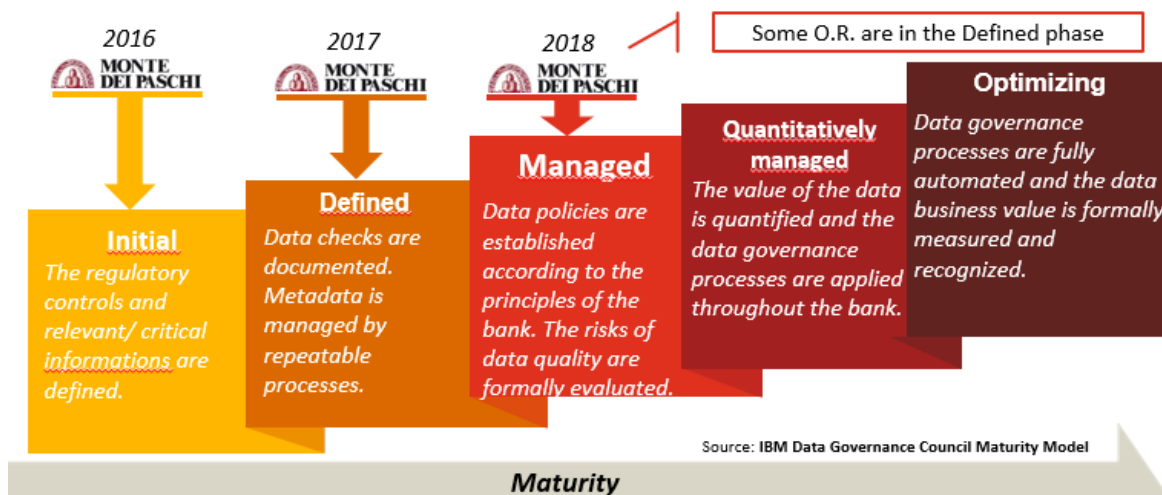 2016
MONTE
DEI PASCHI
2017
MONTE
DEI PASCHI
2018
MONTE
DEI PASCHI
Some O.R. are in the Defined phase
Initial
The regulatory
controls and
relevant/ critical
informations are
defined.
Defined
Data checks are
documented.
Metadata is
managed by
repeatable
processes.
Managed
Data policies are
established
according to the
principles of the
bank. The risks of
data quality are
formally evaluated.
Quantitatively
managed
The value of the data
is quantified and the
data governance
processes are applied
throughout the bank.
Optimizing
Data governance
processes are fully
automated and the data
business value is formally
measured and
recognized.
Source: IBM Data Governance Council Maturity Model
Maturity